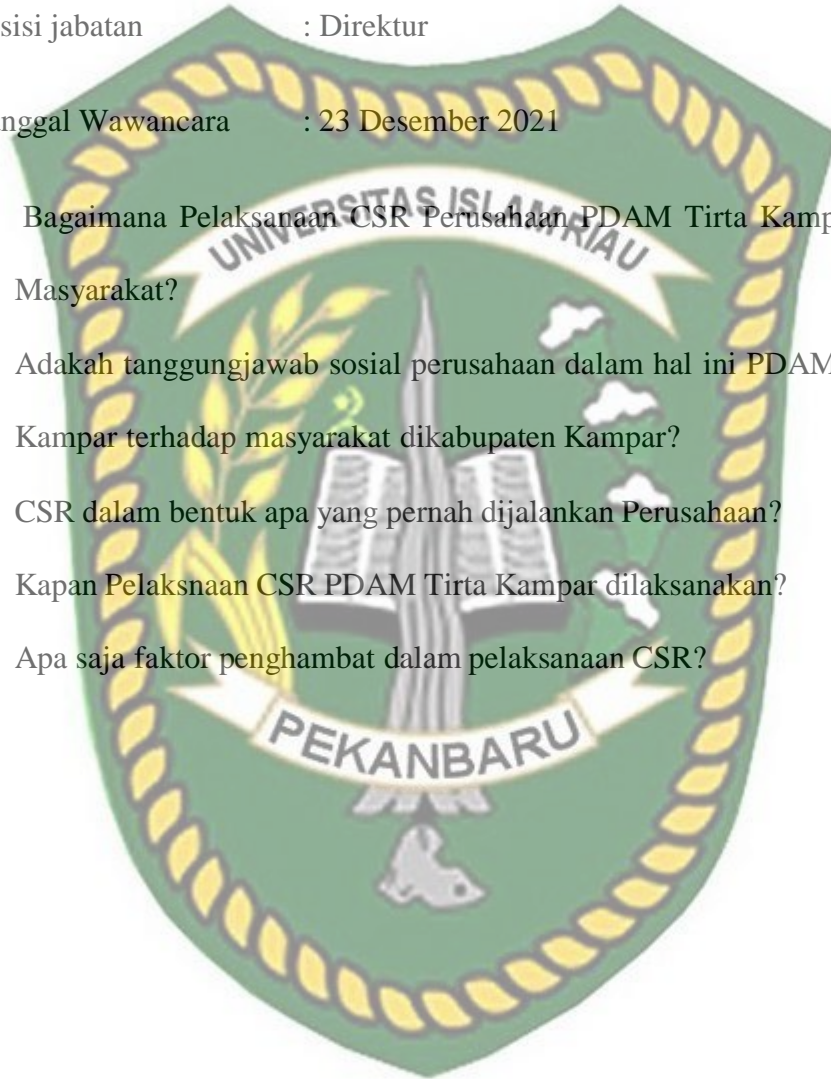 sisi jabatan : Direktur
nggal Wawancara : 23 Desember 2021
UNIVERSITAS ISLAM RIAU
Bagaimana Pelaksanaan CSR Perusahaan PDAM Tirta Kamp
Masyarakat?
Adakah tanggungjawab sosial perusahaan dalam hal ini PDAM
Kampar terhadap masyarakat dikabupaten Kampar?
CSR dalam bentuk apa yang pernah dijalankan Perusahaan?
Kapan Pelaksnaan CSR PDAM Tirta Kampar dilaksanakan?
Apa saja faktor penghambat dalam pelaksanaan CSR?
PEKANBARU